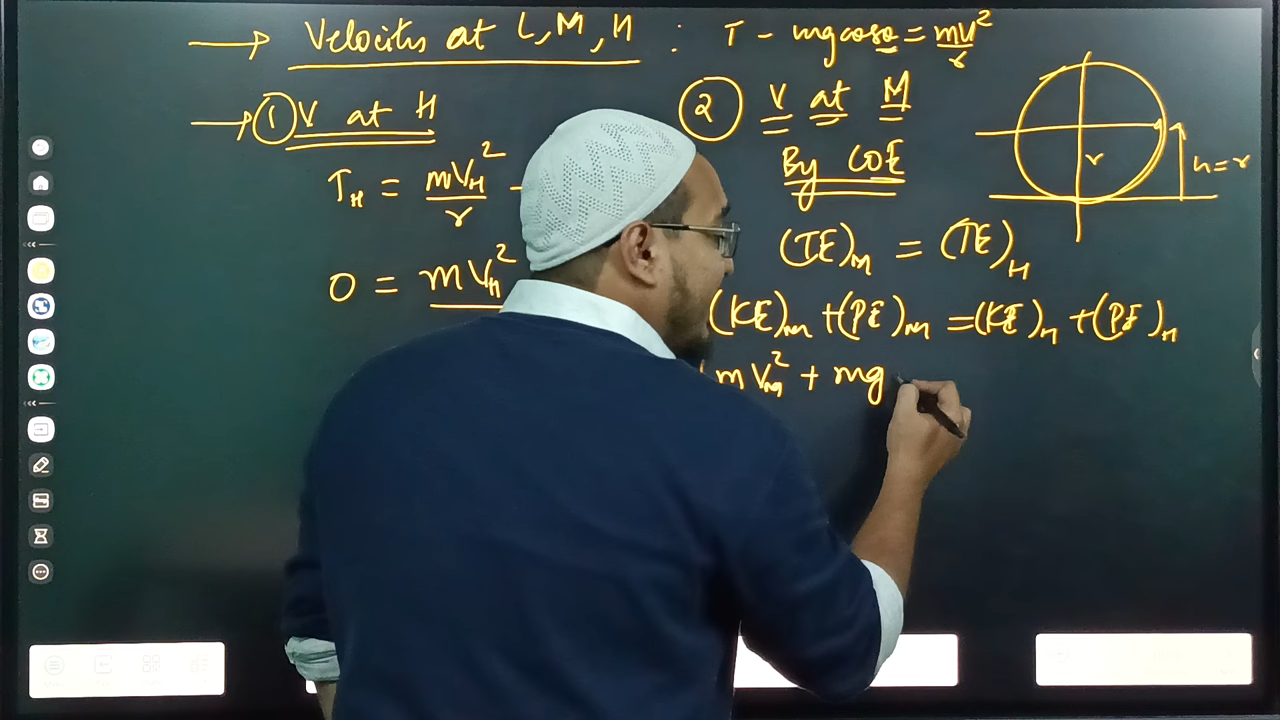 → Velocity at L, M, H : T - mg cosθ = mv²/r
→ ① V at H
T_H = mV_H²/r -
0 = mV_H²
② V at M
By COE
(TE)_M = (TE)_H
(KE)_M + (PE)_M = (KE)_H + (PE)_H
mV_M² + mg
r
h=r